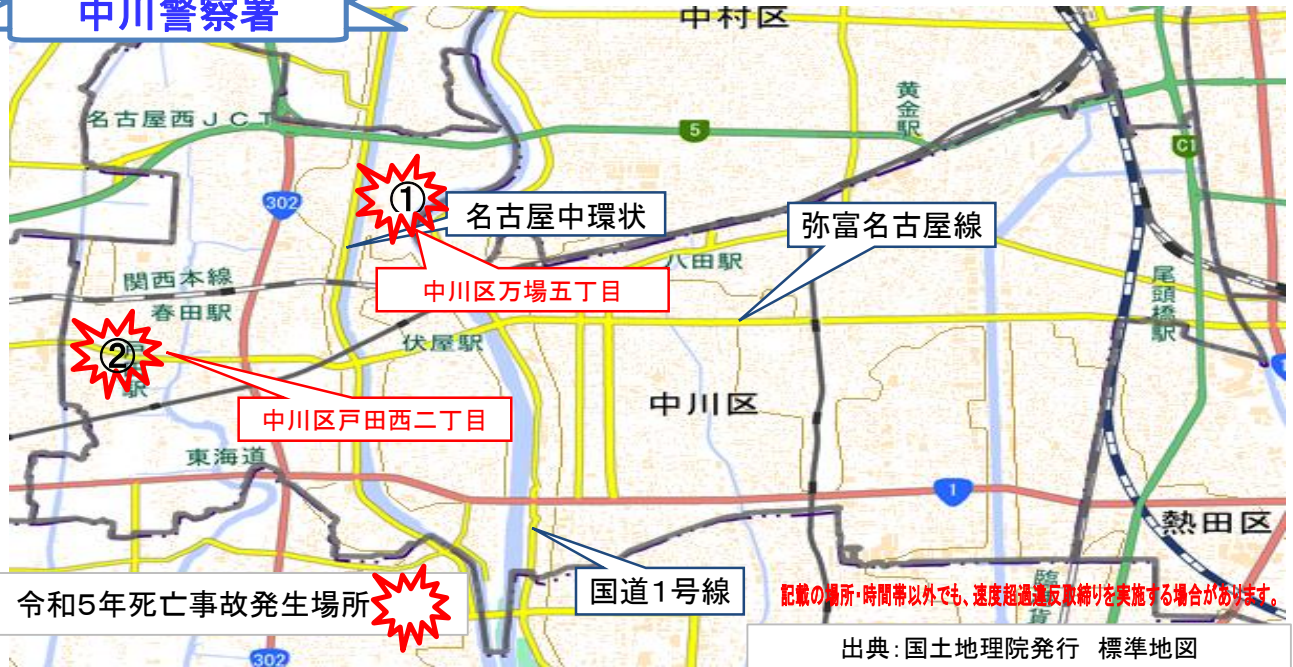 中川警察署
中村区
黄金駅
名古屋西JCT
5
C1
302
①
名古屋中環状
弥富名古屋線
八田駅
関西本線
中川区万場五丁目
尾頭橋駅
春田駅
②
伏屋駅
駅
中川区
中川区戸田西二丁目
東海道
1
熱田区
令和5年死亡事故発生場所
国道1号線
記載の場所・時間帯以外でも、速度超過違反取締りを実施する場合があります。
302
出典:国土地理院発行 標準地図